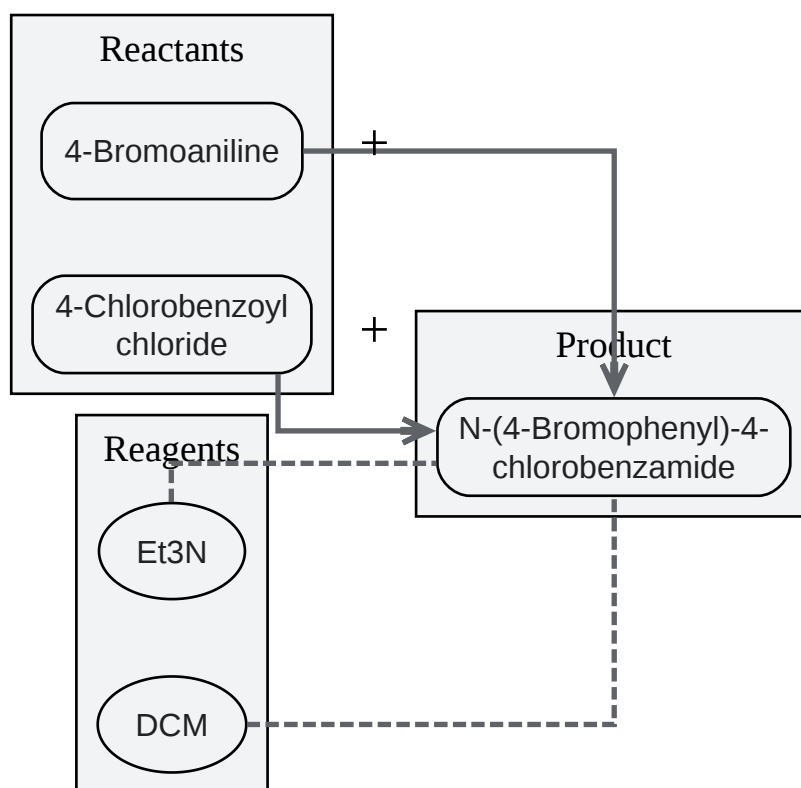 Reactants
4-Bromoaniline
+
4-Chlorobenzoyl
chloride
+
Product
N-(4-Bromophenyl)-4-
chlorobenzamide
Reagents
Et3N
DCM